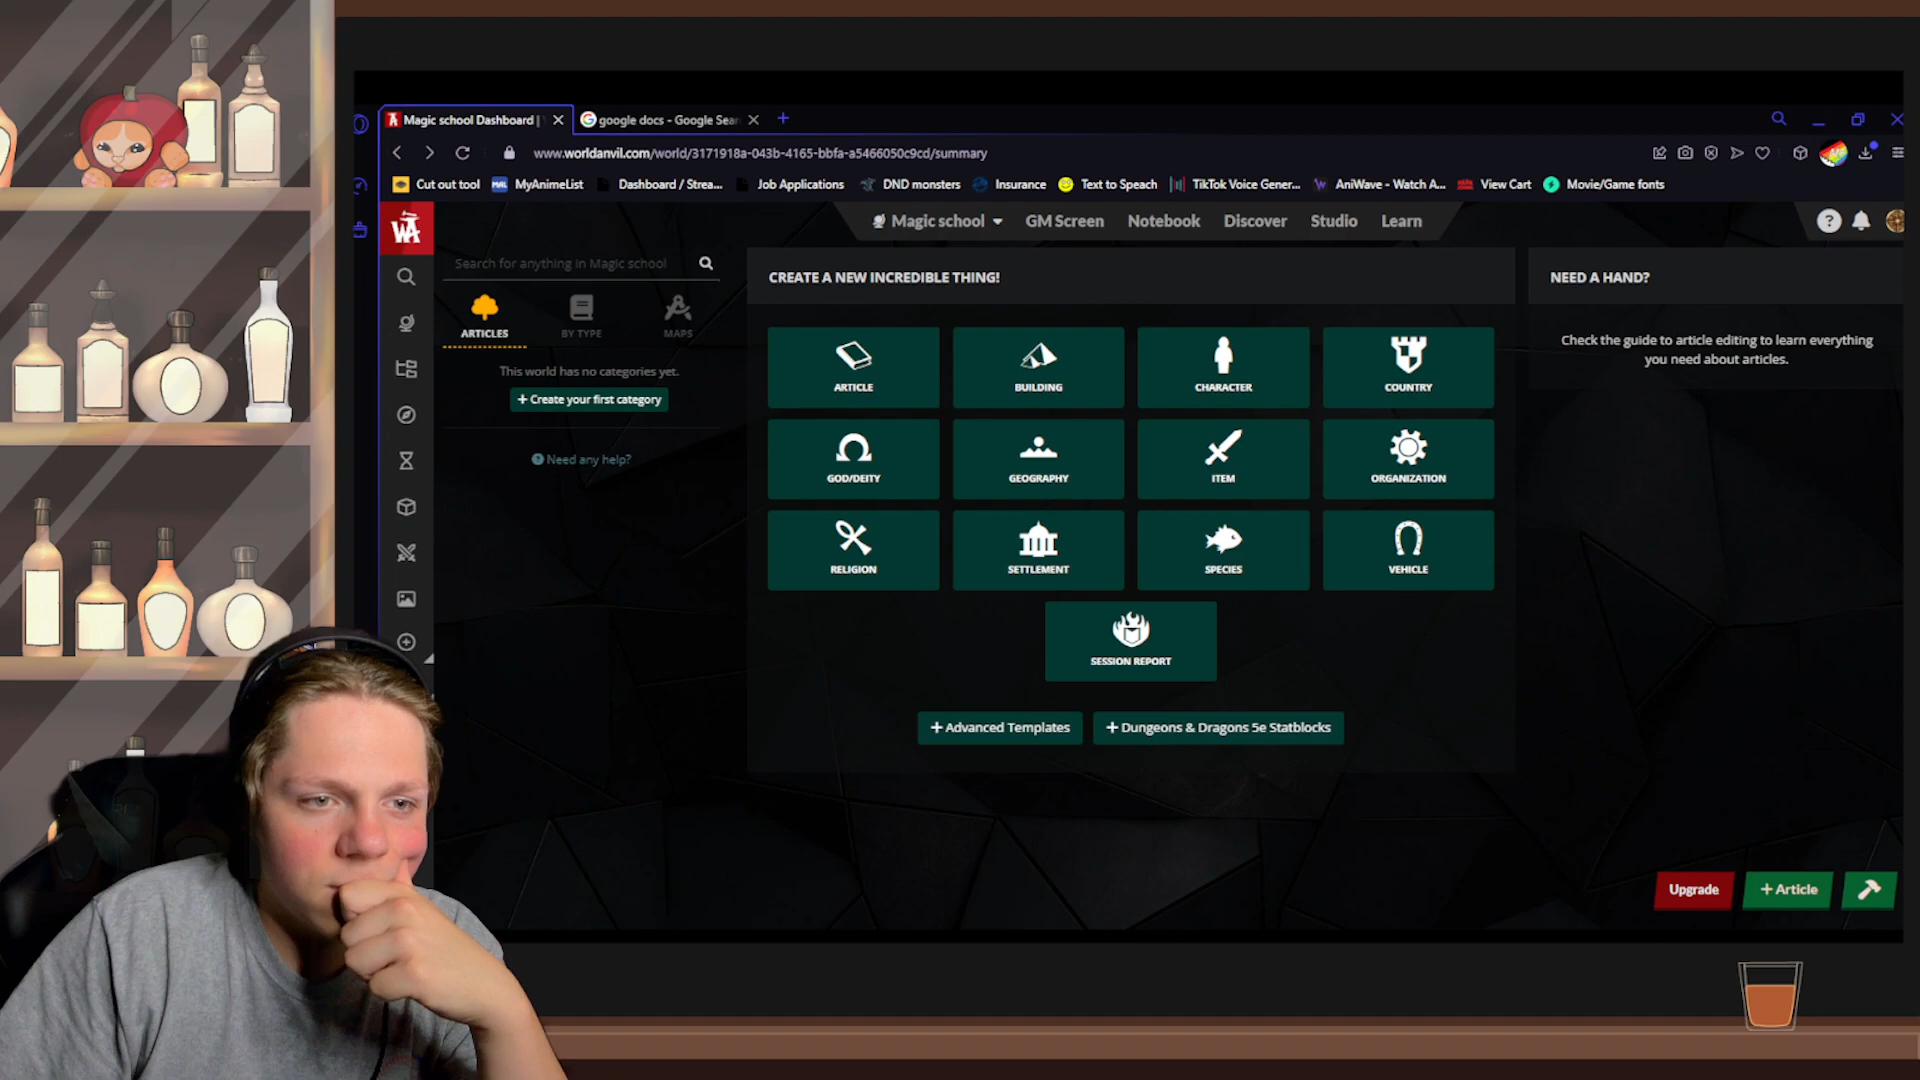 Magic school Dashboard |
google docs - Google Sear
www.worldanvil.com/world/3171918a-043b-4165-bbfa-a5466050c9cd/summary
Cut out tool
MAL MyAnimeList
Dashboard / Strea...
Job Applications
DND monsters
Insurance
Text to Speach
TikTok Voice Gener...
AniWave - Watch A...
View Cart
Movie/Game fonts
WA
Magic school
GM Screen
Notebook
Discover
Studio
Learn
Search for anything in Magic school
ARTICLES
BY TYPE
MAPS
This world has no categories yet.
+ Create your first category
Need any help?
CREATE A NEW INCREDIBLE THING!
ARTICLE
BUILDING
CHARACTER
COUNTRY
GOD/DEITY
GEOGRAPHY
ITEM
ORGANIZATION
RELIGION
SETTLEMENT
SPECIES
VEHICLE
SESSION REPORT
+ Advanced Templates
+ Dungeons & Dragons 5e Statblocks
NEED A HAND?
Check the guide to article editing to learn everything
you need about articles.
Upgrade
+ Article